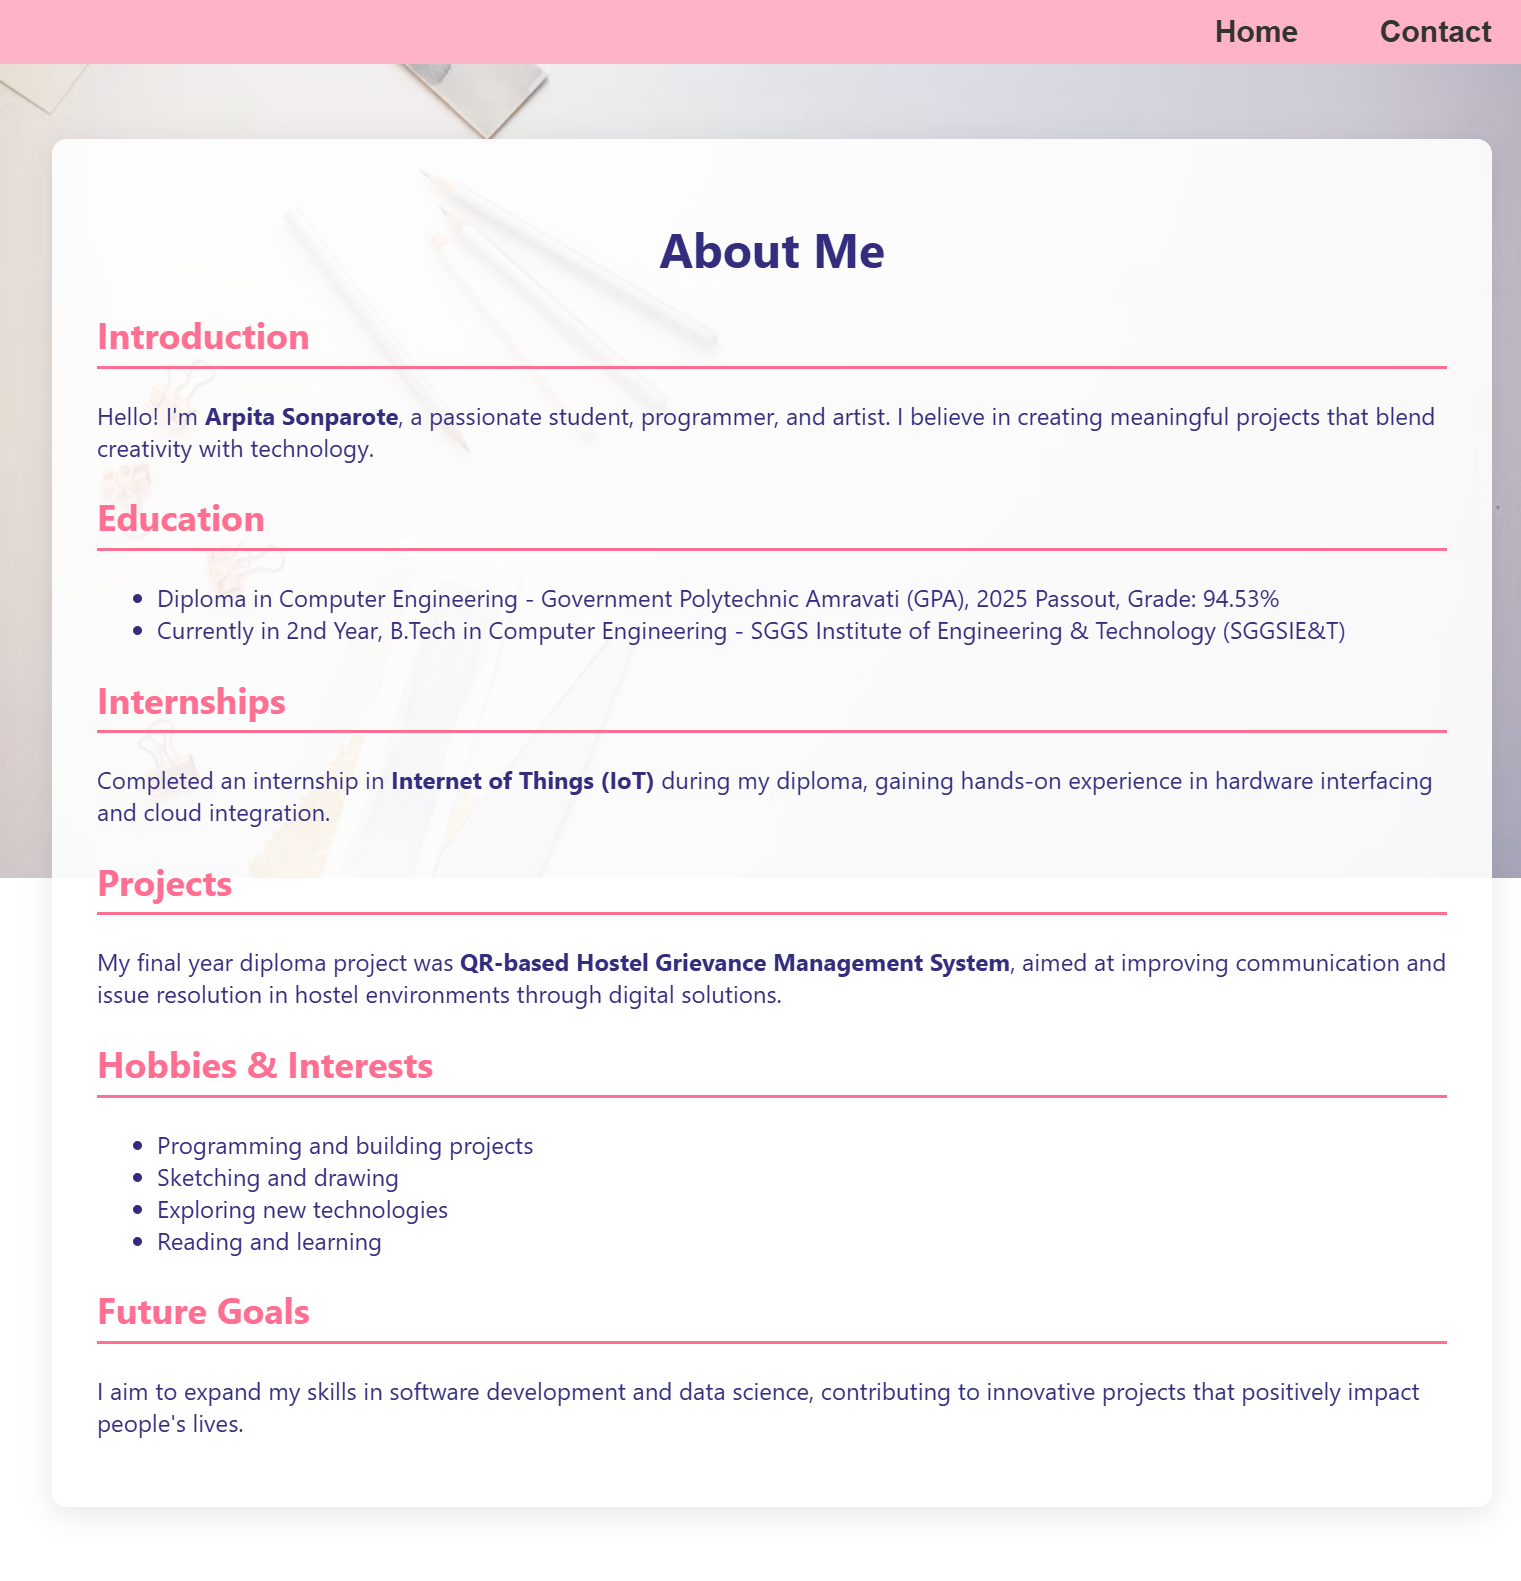 Home Contact
About Me
Introduction
Hello! I'm Arpita Sonparote, a passionate student, programmer, and artist. I believe in creating meaningful projects that blend
creativity with technology.
Education
• Diploma in Computer Engineering - Government Polytechnic Amravati (GPA), 2025 Passout, Grade: 94.53%
• Currently in 2nd Year, B.Tech in Computer Engineering - SGGS Institute of Engineering & Technology (SGGSIE&T)
Internships
Completed an internship in Internet of Things (IoT) during my diploma, gaining hands-on experience in hardware interfacing
and cloud integration.
Projects
My final year diploma project was QR-based Hostel Grievance Management System, aimed at improving communication and
issue resolution in hostel environments through digital solutions.
Hobbies & Interests
• Programming and building projects
• Sketching and drawing
• Exploring new technologies
• Reading and learning
Future Goals
I aim to expand my skills in software development and data science, contributing to innovative projects that positively impact
people's lives.